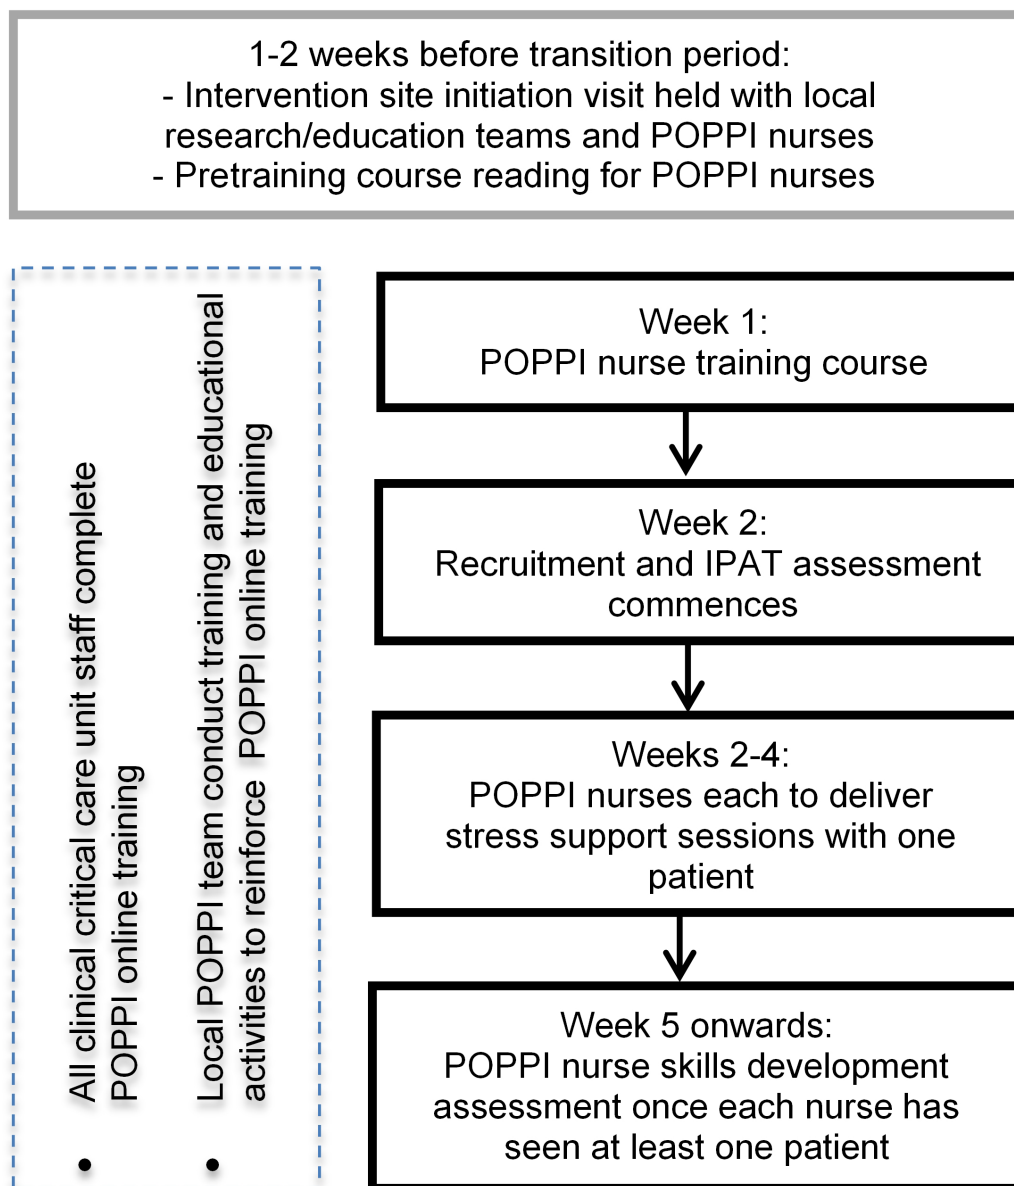 1-2 weeks before transition period:
- Intervention site initiation visit held with local
research/education teams and POPPI nurses
- Pretraining course reading for POPPI nurses
• All clinical critical care unit staff complete
POPPI online training
• Local POPPI team conduct training and educational
activities to reinforce POPPI online training
Week 1:
POPPI nurse training course
Week 2:
Recruitment and IPAT assessment
commences
Weeks 2-4:
POPPI nurses each to deliver
stress support sessions with one
patient
Week 5 onwards:
POPPI nurse skills development
assessment once each nurse has
seen at least one patient